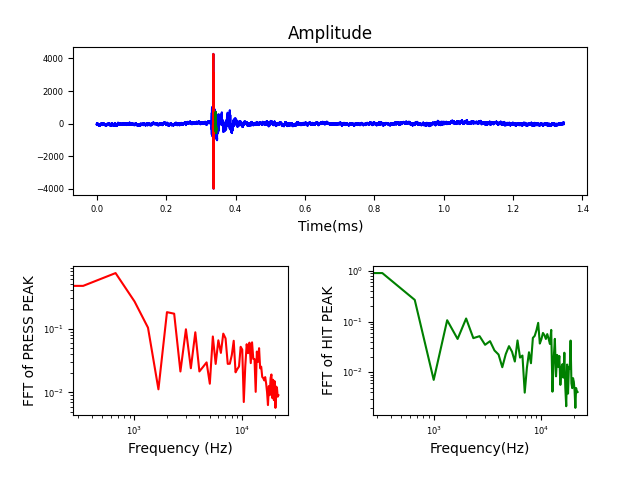 Amplitude
4000
2000
0
−2000
−4000
0.0 0.2 0.4 0.6 0.8 1.0 1.2 1.4
Time(ms)
FFT of PRESS PEAK
10⁻¹
10⁻²
10³ 10⁴
Frequency (Hz)
FFT of HIT PEAK
10⁰
10⁻¹
10⁻²
10³ 10⁴
Frequency(Hz)